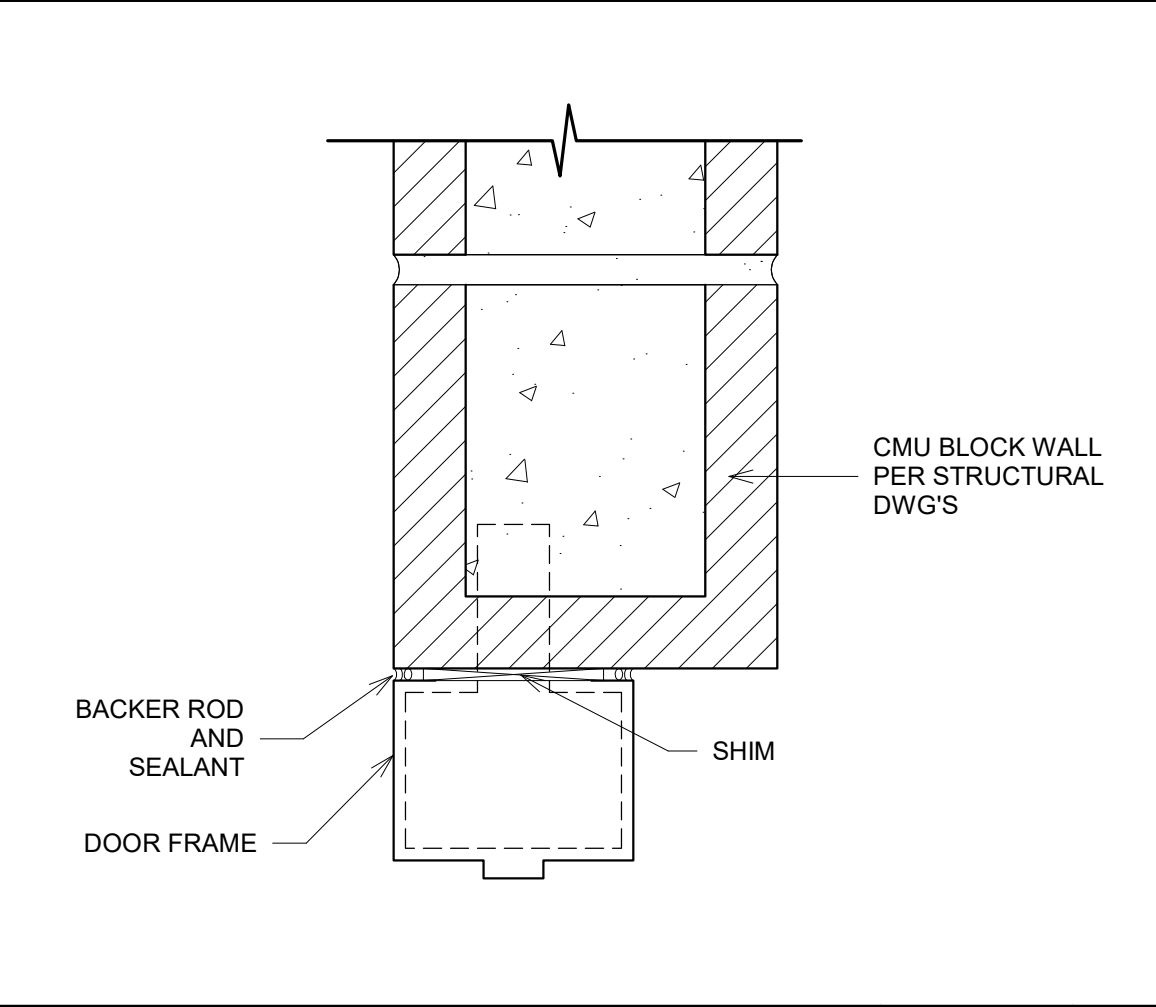 CMU BLOCK WALL
PER STRUCTURAL
DWG'S
BACKER ROD
AND
SEALANT
SHIM
DOOR FRAME